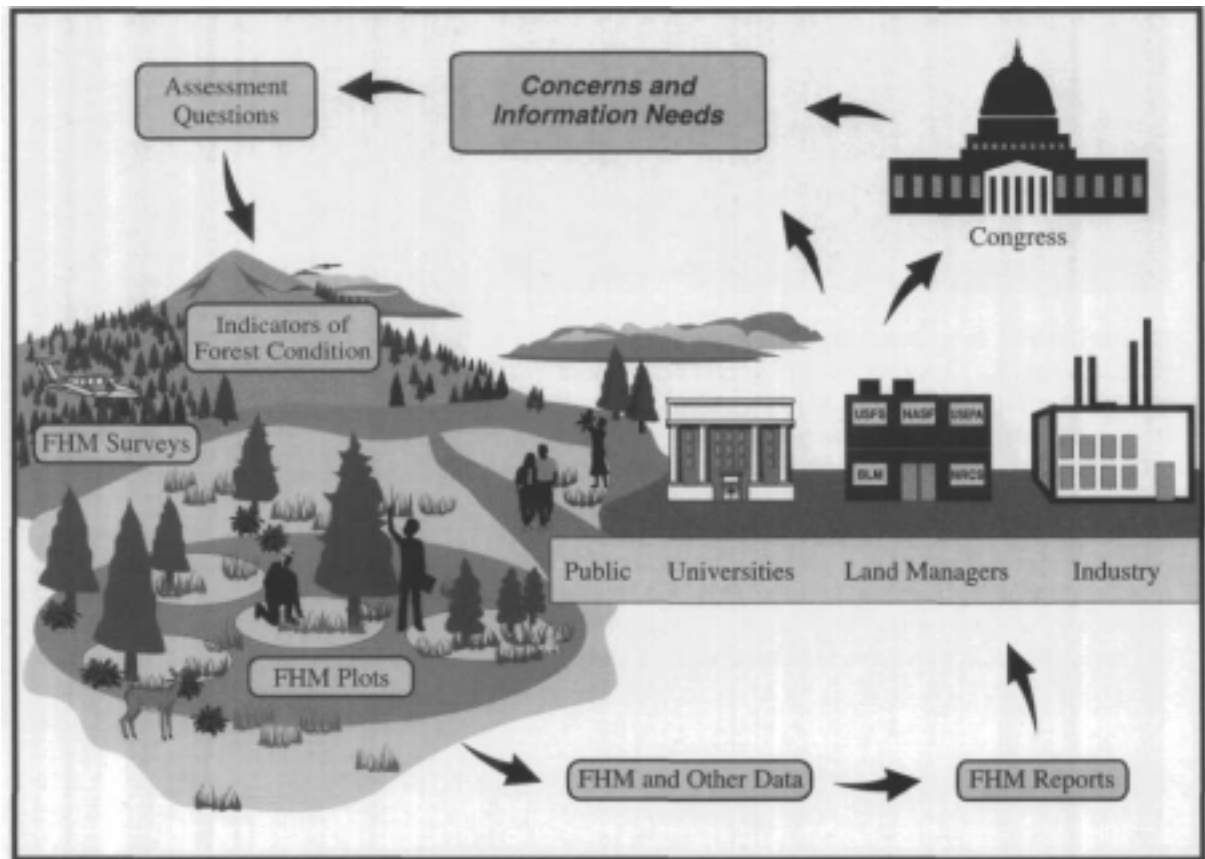 Assessment
Questions
Concerns and
Information Needs
Congress
Indicators of
Forest Condition
FHM Surveys
USFS NASF USEPA
BLM NRCS
Public Universities Land Managers Industry
FHM Plots
FHM and Other Data
FHM Reports